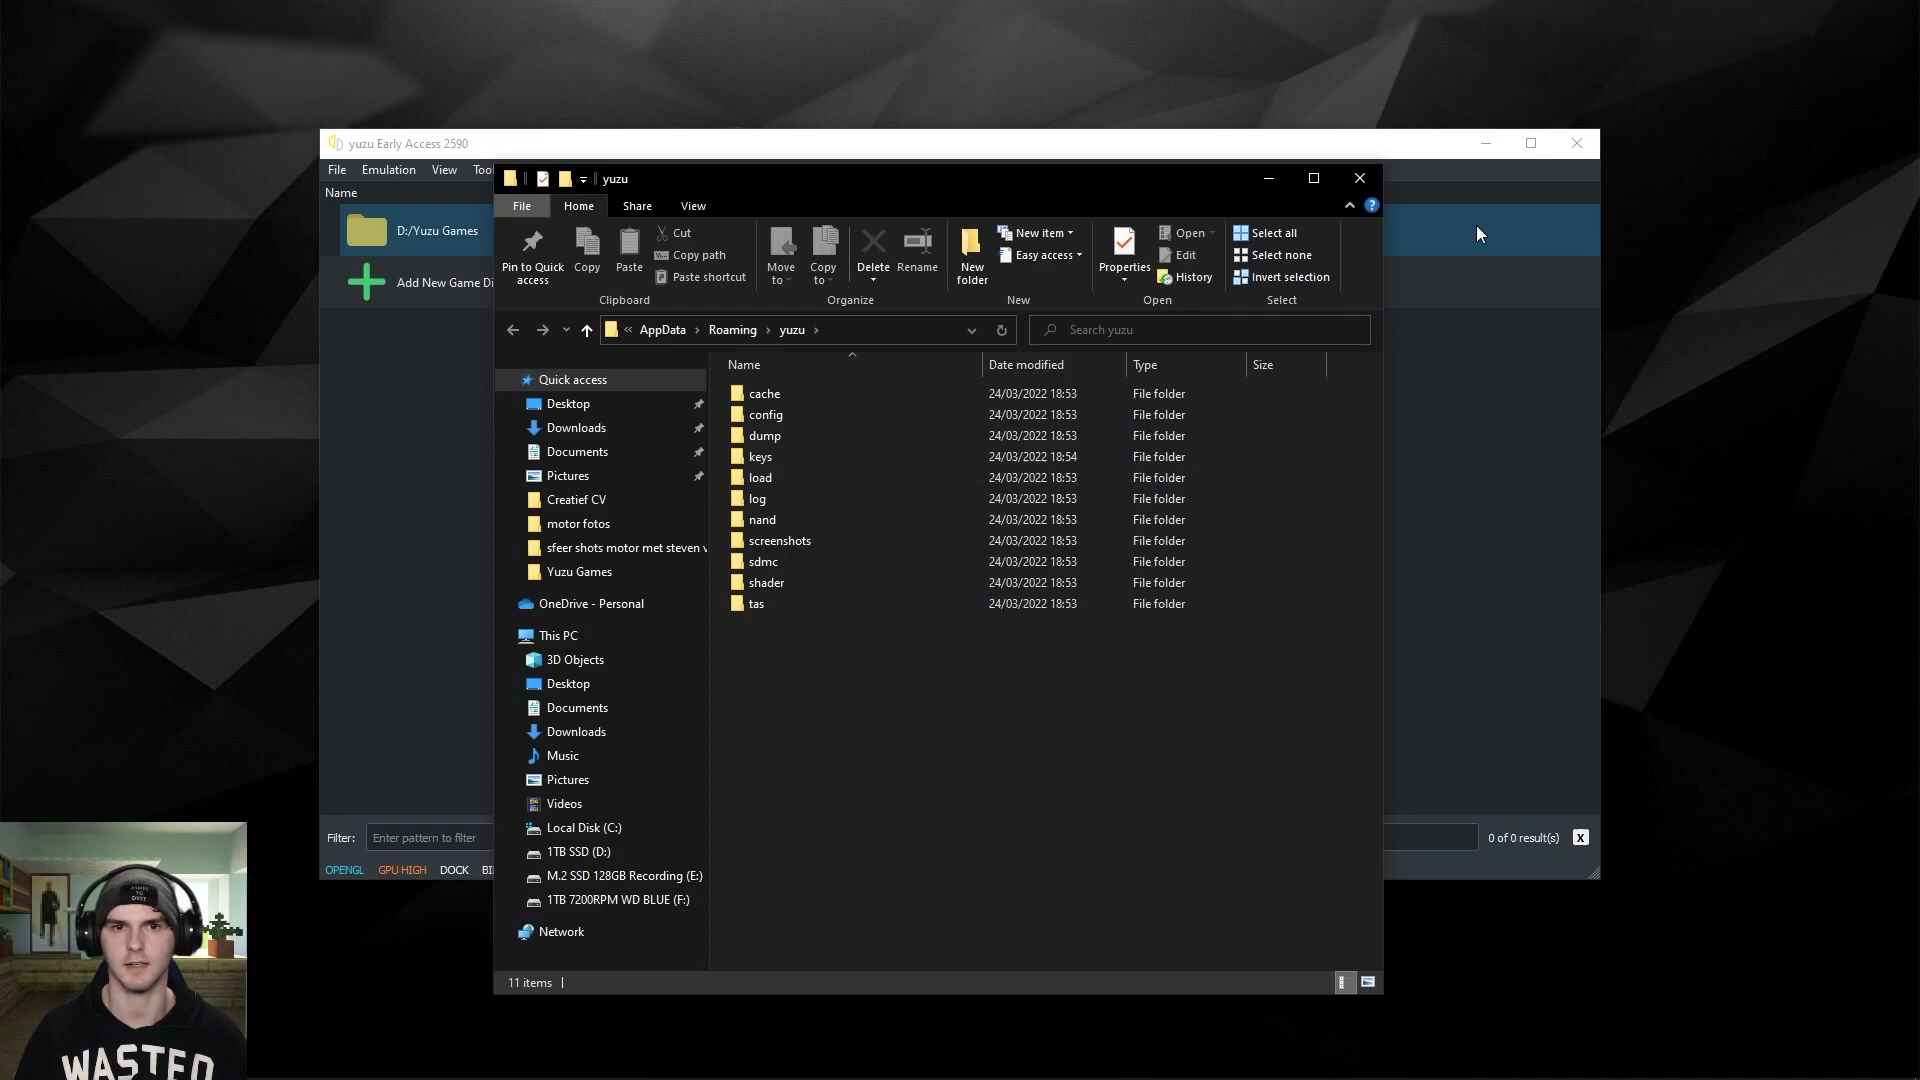 yuzu Early Access 2590
File Emulation View Too
Name
D:/Yuzu Games
Add New Game Di
Filter: Enter pattern to filter
0 of 0 result(s) X
OPENGL GPU HIGH DOCK BI
yuzu
File Home Share View
Pin to Quick access
Copy
Paste
Cut
Copy path
Paste shortcut
Clipboard
Move to
Copy to
Delete
Rename
Organize
New folder
New item
Easy access
New
Properties
Open
Edit
History
Open
Select all
Select none
Invert selection
Select
« AppData › Roaming › yuzu ›
Search yuzu
Quick access
Desktop
Downloads
Documents
Pictures
Creatief CV
motor fotos
sfeer shots motor met steven v
Yuzu Games
OneDrive - Personal
This PC
3D Objects
Desktop
Documents
Downloads
Music
Pictures
Videos
Local Disk (C:)
1TB SSD (D:)
M.2 SSD 128GB Recording (E:)
1TB 7200RPM WD BLUE (F:)
Network
Name Date modified Type Size
cache 24/03/2022 18:53 File folder
config 24/03/2022 18:53 File folder
dump 24/03/2022 18:53 File folder
keys 24/03/2022 18:54 File folder
load 24/03/2022 18:53 File folder
log 24/03/2022 18:53 File folder
nand 24/03/2022 18:53 File folder
screenshots 24/03/2022 18:53 File folder
sdmc 24/03/2022 18:53 File folder
shader 24/03/2022 18:53 File folder
tas 24/03/2022 18:53 File folder
11 items
WASTED